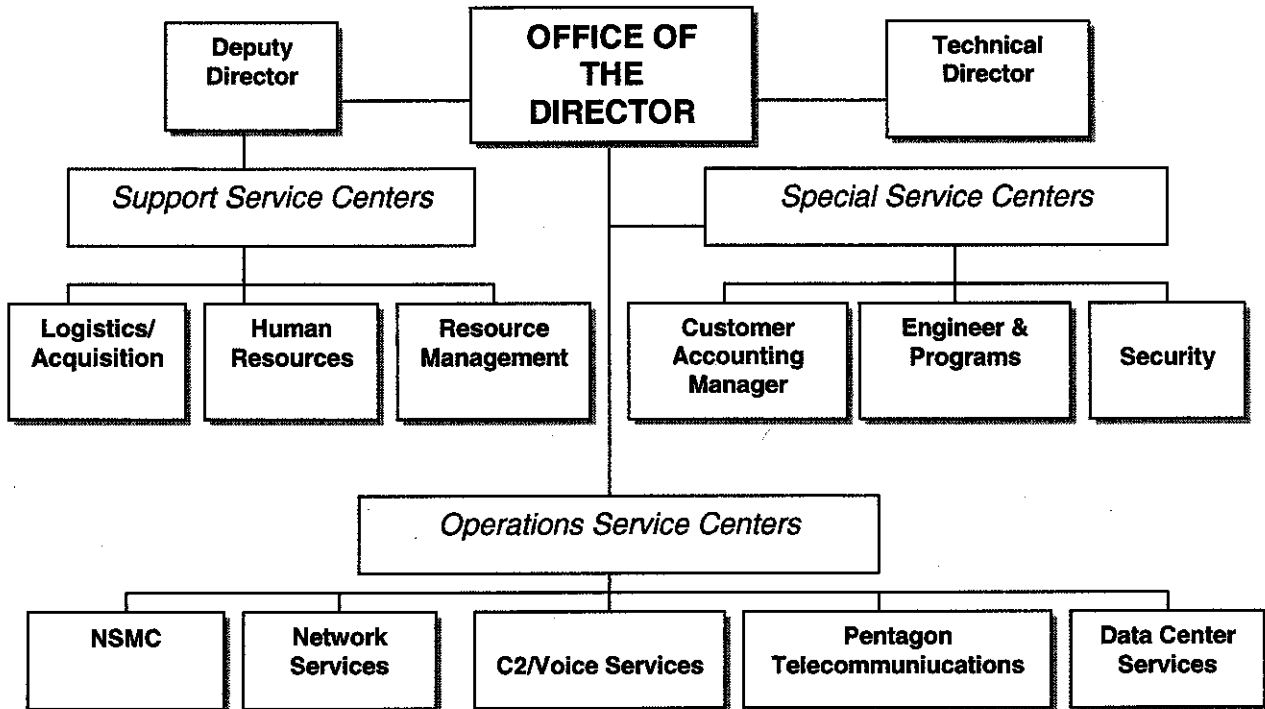 Deputy
Director
OFFICE OF
THE
DIRECTOR
Technical
Director
Support Service Centers
Special Service Centers
Logistics/
Acquisition
Human
Resources
Resource
Management
Customer
Accounting
Manager
Engineer &
Programs
Security
Operations Service Centers
NSMC
Network
Services
C2/Voice Services
Pentagon
Telecommuniucations
Data Center
Services